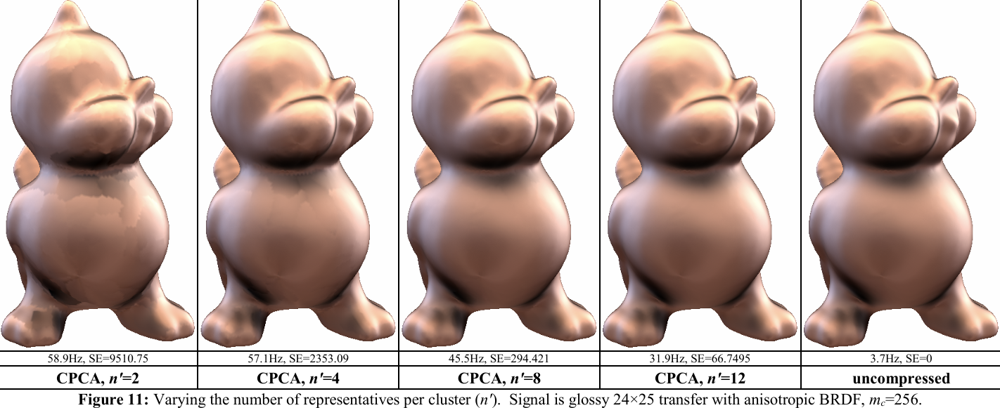 58.9Hz, SE=9510.75 57.1Hz, SE=2353.09 45.5Hz, SE=294.421 31.9Hz, SE=66.7495 3.7Hz, SE=0
CPCA, n'=2 CPCA, n'=4 CPCA, n'=8 CPCA, n'=12 uncompressed
Figure 11: Varying the number of representatives per cluster (n'). Signal is glossy 24×25 transfer with anisotropic BRDF, mc=256.